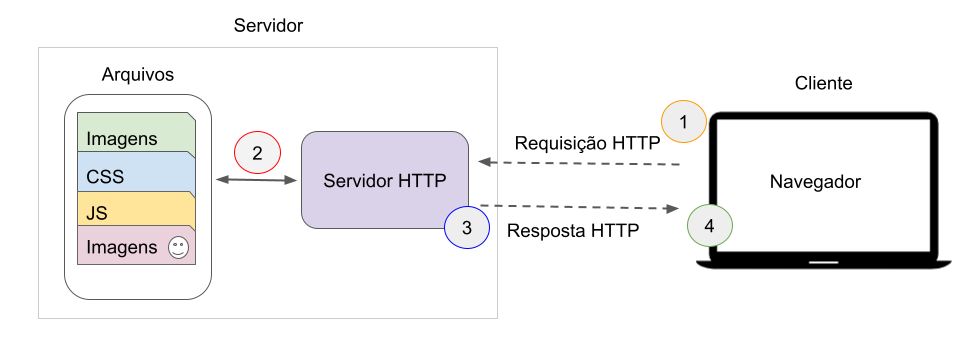 Servidor
Arquivos
Cliente
Imagens
CSS
JS
Imagens
2
Servidor HTTP
3
1
Requisição HTTP
Resposta HTTP
4
Navegador